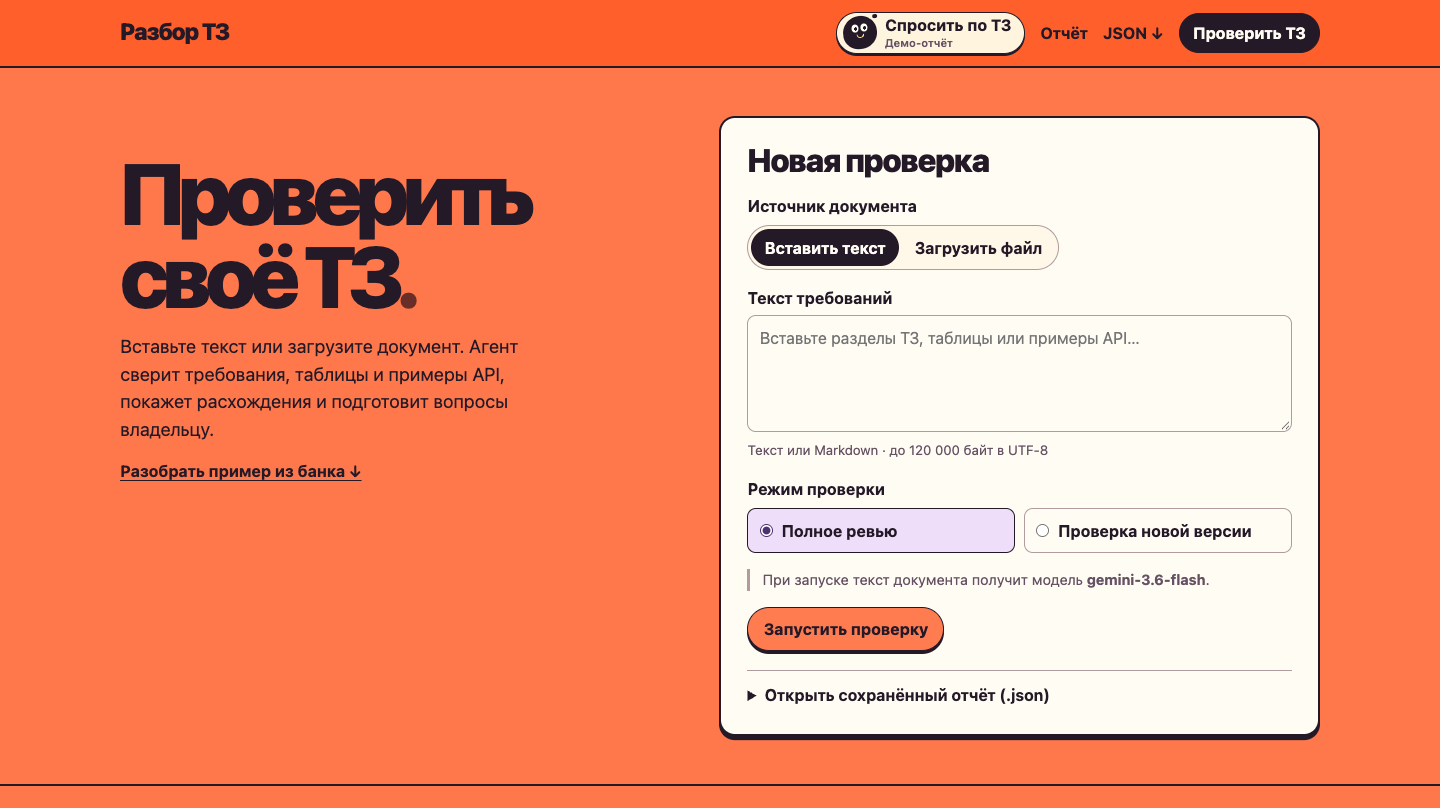 Разбор ТЗ
Спросить по ТЗ
Демо-отчёт
Отчёт
JSON ↓
Проверить ТЗ
Проверить
своё ТЗ.
Вставьте текст или загрузите документ. Агент
сверит требования, таблицы и примеры API,
покажет расхождения и подготовит вопросы
владельцу.
Разобрать пример из банка ↓
Новая проверка
Источник документа
Вставить текст
Загрузить файл
Текст требований
Вставьте разделы ТЗ, таблицы или примеры API...
Текст или Markdown · до 120 000 байт в UTF-8
Режим проверки
Полное ревью
Проверка новой версии
При запуске текст документа получит модель gemini-3.6-flash.
Запустить проверку
Открыть сохранённый отчёт (.json)